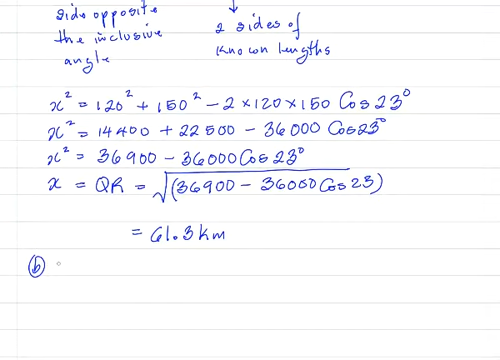 side opposite
the inclusive
angle
2 sides of
known lengths
x² = 120² + 150² - 2 × 120 × 150 Cos 23°
x² = 14400 + 22500 - 36000 Cos 23°
x² = 36900 - 36000 Cos 23°
x = QR = √(36900 - 36000 Cos 23)
= 61.3 km
(b)